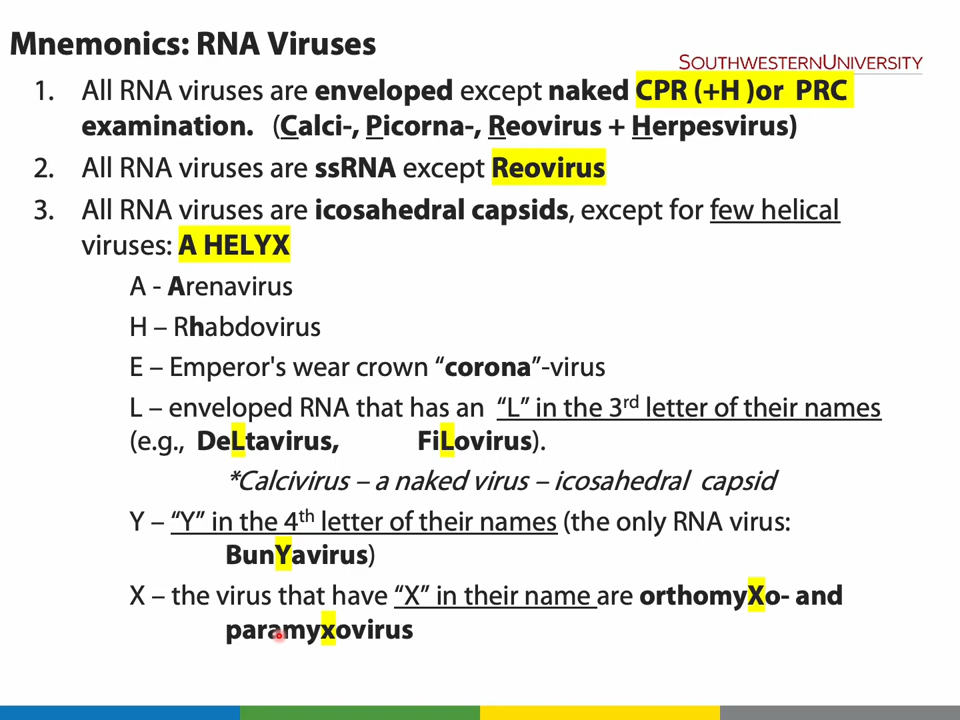 Mnemonics: RNA Viruses
SOUTHWESTERNUNIVERSITY
1. All RNA viruses are enveloped except naked CPR (+H )or PRC
examination. (Calci-, Picorna-, Reovirus + Herpesvirus)
2. All RNA viruses are ssRNA except Reovirus
3. All RNA viruses are icosahedral capsids, except for few helical
viruses: A HELYX
A - Arenavirus
H – Rhabdovirus
E – Emperor's wear crown “corona”-virus
L – enveloped RNA that has an “L” in the 3rd letter of their names
(e.g., DeLtavirus, FiLovirus).
*Calcivirus – a naked virus – icosahedral capsid
Y – “Y” in the 4th letter of their names (the only RNA virus:
BunYavirus)
X – the virus that have “X” in their name are orthomyXo- and
paramyxovirus